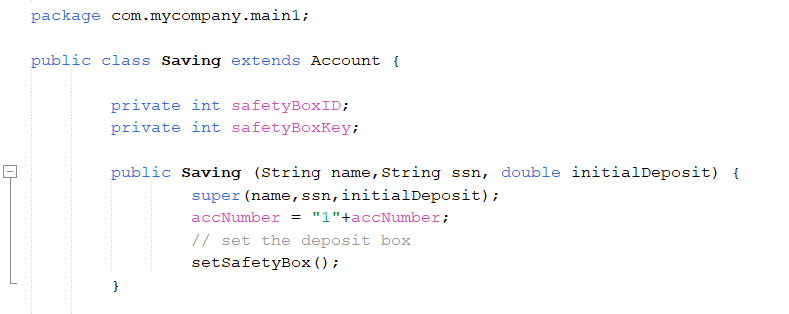 package com.mycompany.main1;
public class Saving extends Account {
private int safetyBoxID;
private int safetyBoxKey;
public Saving (String name,String ssn, double initialDeposit) {
super(name,ssn,initialDeposit);
accNumber = "1"+accNumber;
// set the deposit box
setSafetyBox();
}